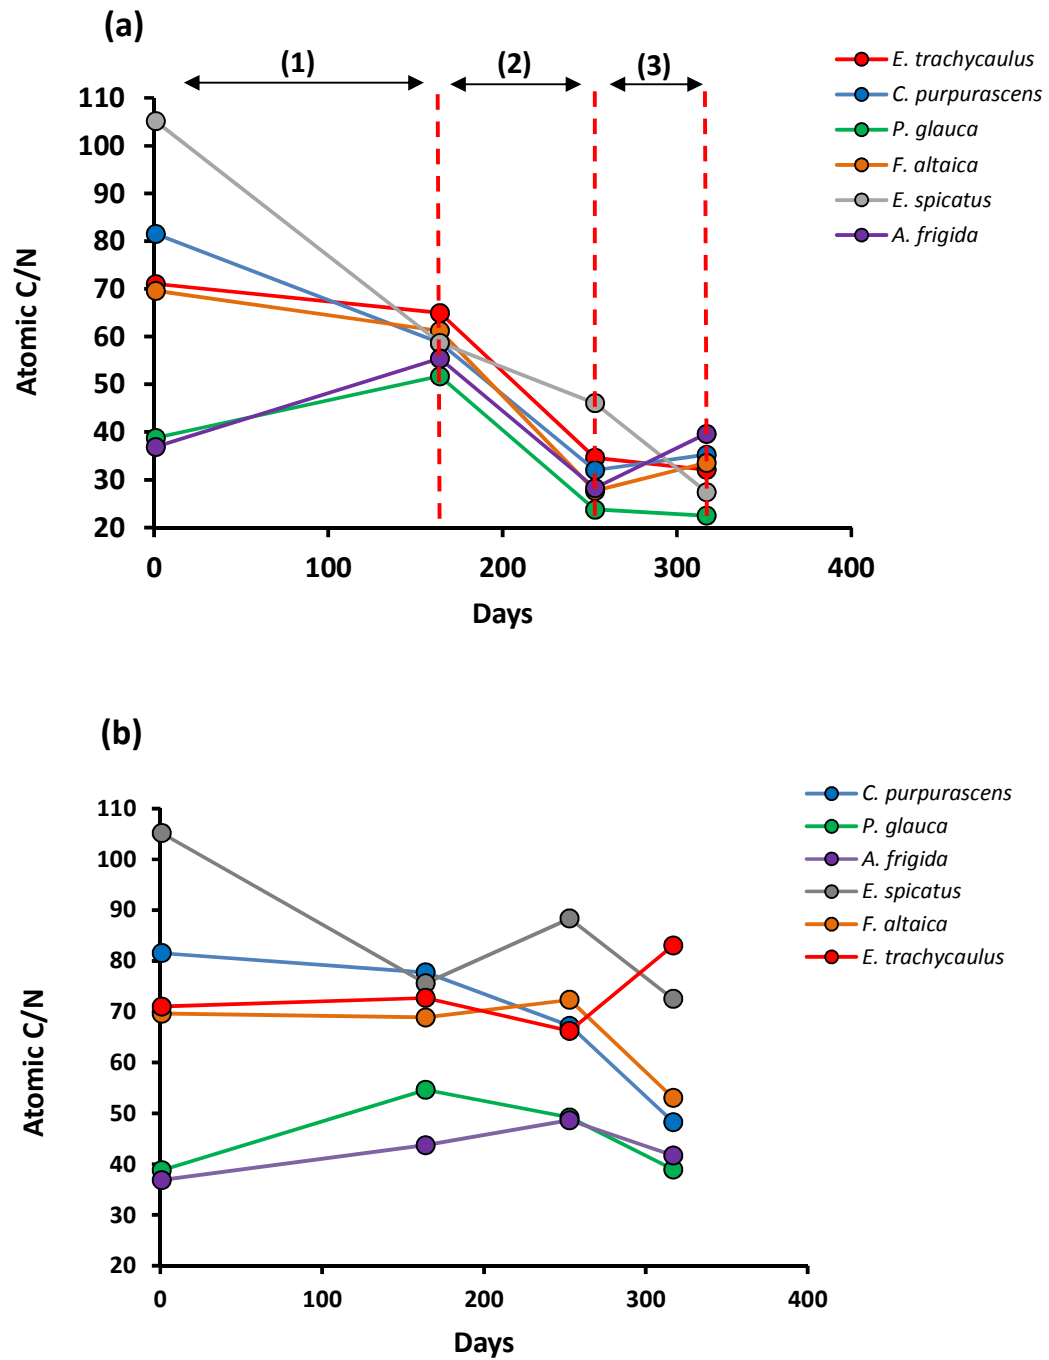 (a)
(1) (2) (3)
E. trachycaulus
C. purpurascens
P. glauca
F. altaica
E. spicatus
A. frigida
110
100
90
80
70
60
50
40
30
20
Atomic C/N
0 100 200 300 400
Days
(b)
C. purpurascens
P. glauca
A. frigida
E. spicatus
F. altaica
E. trachycaulus
110
100
90
80
70
60
50
40
30
20
Atomic C/N
0 100 200 300 400
Days